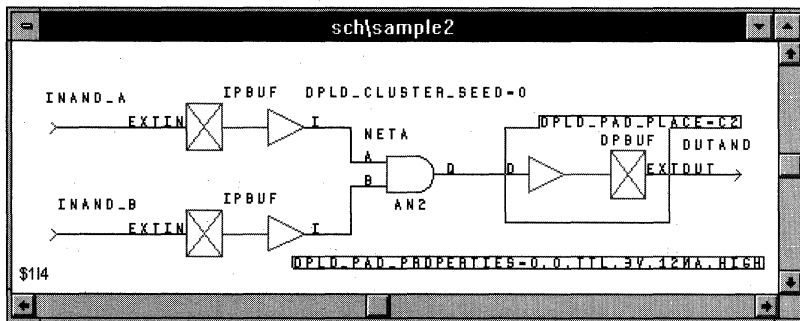 sch\sample2
INAND_A
EXTIN
IPBUF
DPLD_CLUSTER_SEED=0
I
NETA
A
B
AN2
DPLD_PAD_PLACE=C2
OPBUF
OUTAND
EXTOUT
INAND_B
EXTIN
IPBUF
I
DPLD_PAD_PROPERTIES=0,0,TTL,3V,12MA,HIGH
$1I4